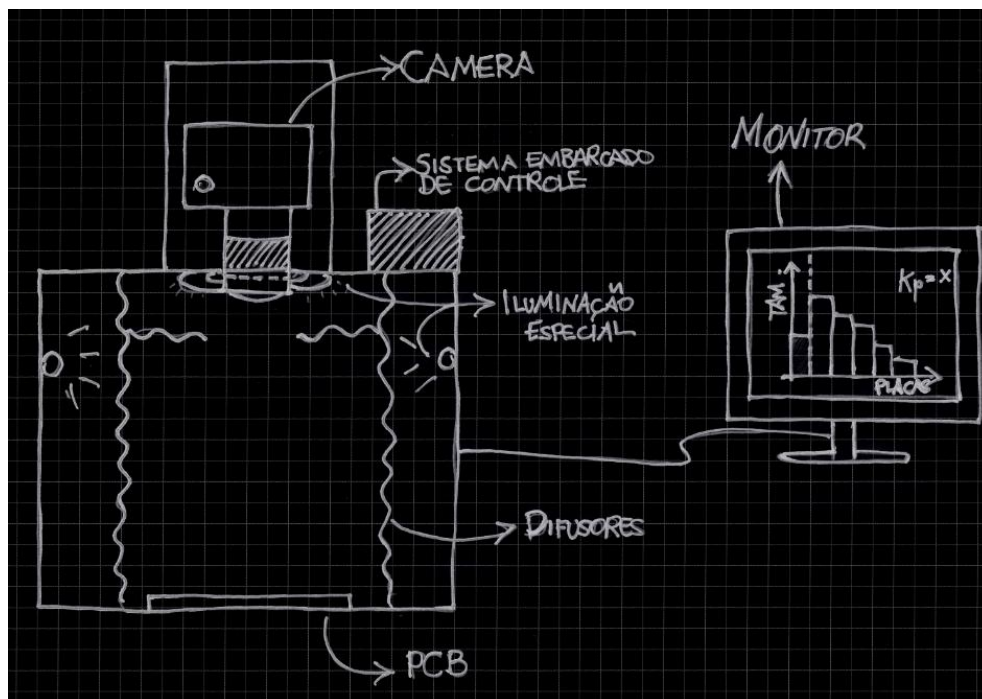 CAMERA
SISTEMA EMBARCADO
DE CONTROLE
MONITOR
TAM.
Kp=x
PLACAS
ILUMINAÇÃO
ESPECIAL
DIFUSORES
PCB